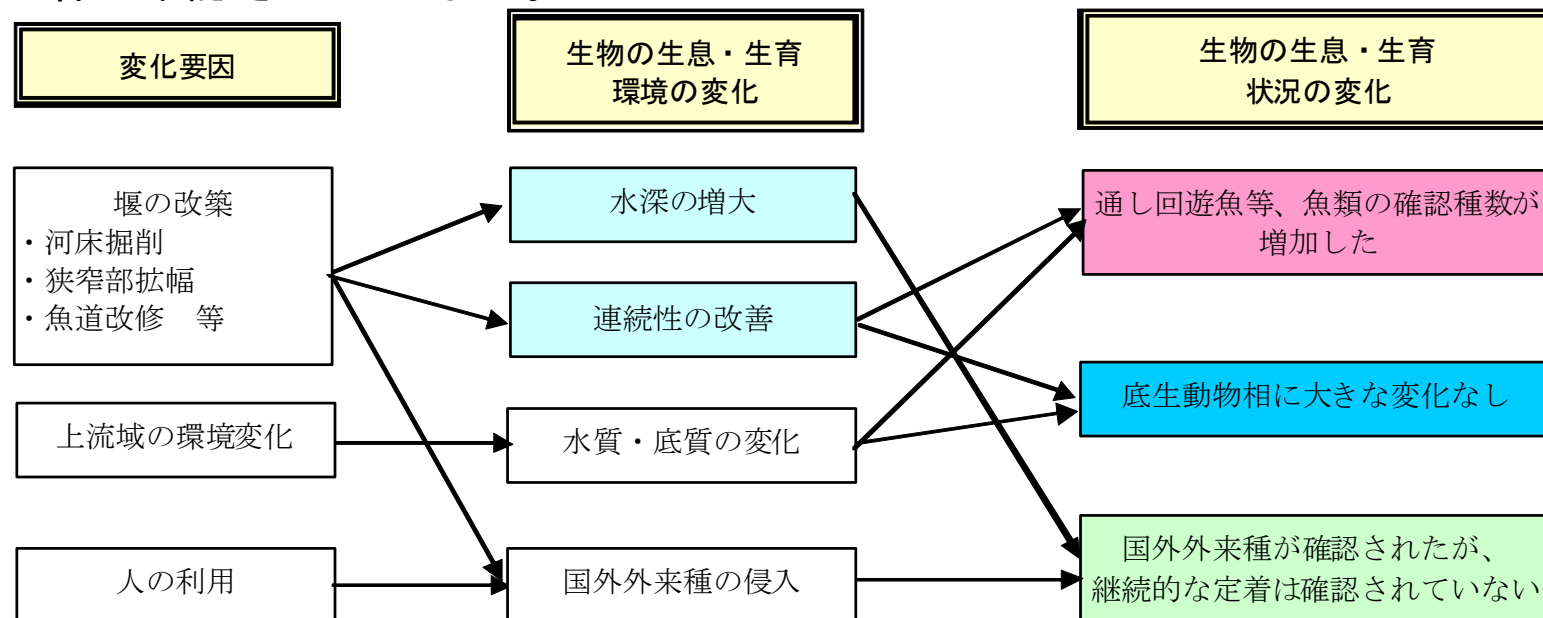 変化要因
生物の生息・生育
環境の変化
生物の生息・生育
状況の変化
堰の改築
・河床掘削
・狭窄部拡幅
・魚道改修 等
上流域の環境変化
人の利用
水深の増大
連続性の改善
水質・底質の変化
国外外来種の侵入
通し回遊魚等、魚類の確認種数が
増加した
底生動物相に大きな変化なし
国外外来種が確認されたが、
継続的な定着は確認されていない